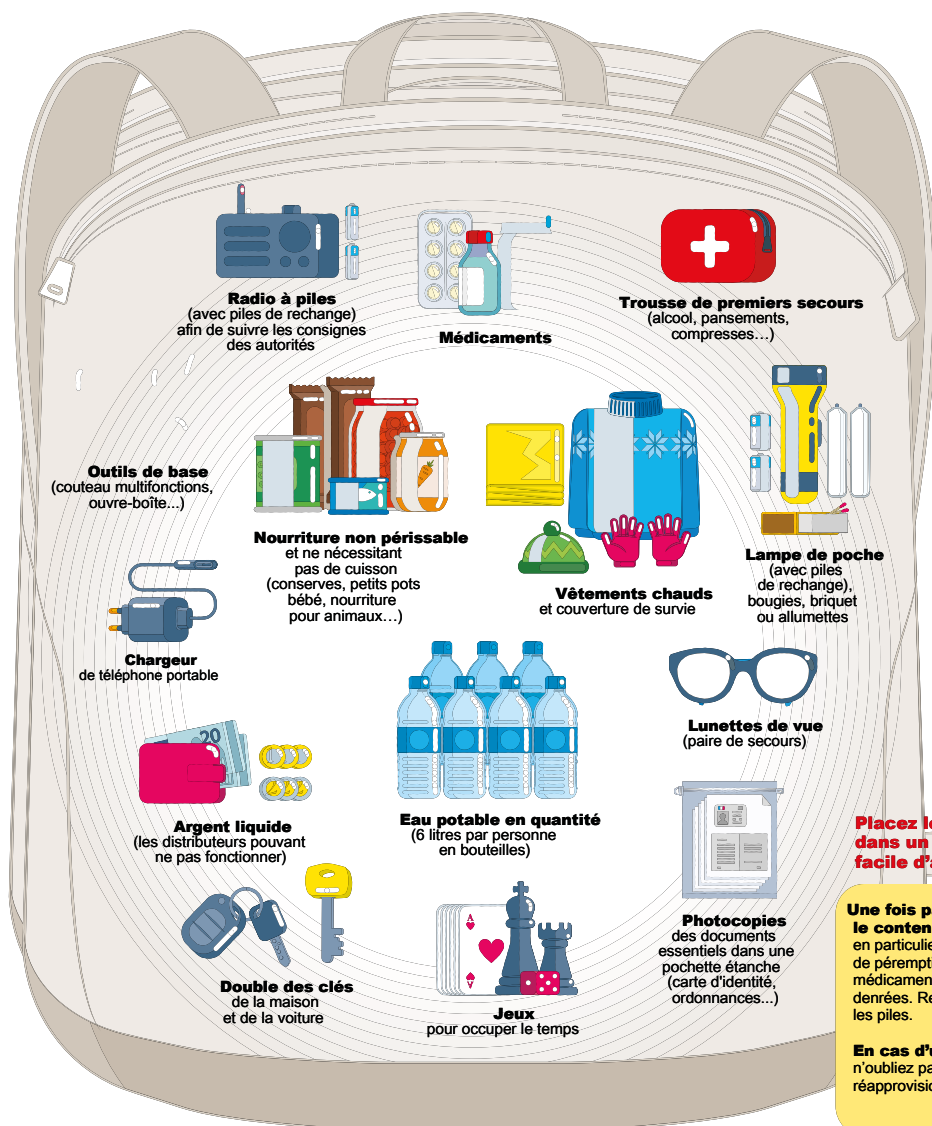 Radio à piles
(avec piles de rechange)
afin de suivre les consignes
des autorités
Médicaments
Trousse de premiers secours
(alcool, pansements,
compresses…)
Outils de base
(couteau multifonctions,
ouvre-boîte...)
Nourriture non périssable
et ne nécessitant
pas de cuisson
(conserves, petits pots
bébé, nourriture
pour animaux…)
Vêtements chauds
et couverture de survie
Lampe de poche
(avec piles
de rechange),
bougies, briquet
ou allumettes
Chargeur
de téléphone portable
Lunettes de vue
(paire de secours)
20
Argent liquide
(les distributeurs pouvant
ne pas fonctionner)
Eau potable en quantité
(6 litres par personne
en bouteilles)
Photocopies
des documents
essentiels dans une
pochette étanche
(carte d'identité,
ordonnances...)
Double des clés
de la maison
et de la voiture
A
A
Jeux
pour occuper le temps
Placez le
dans un
facile d'a
Une fois pa
le conten
en particulie
de pérempti
médicamen
denrées. Re
les piles.
En cas d'u
n'oubliez pa
réapprovisio